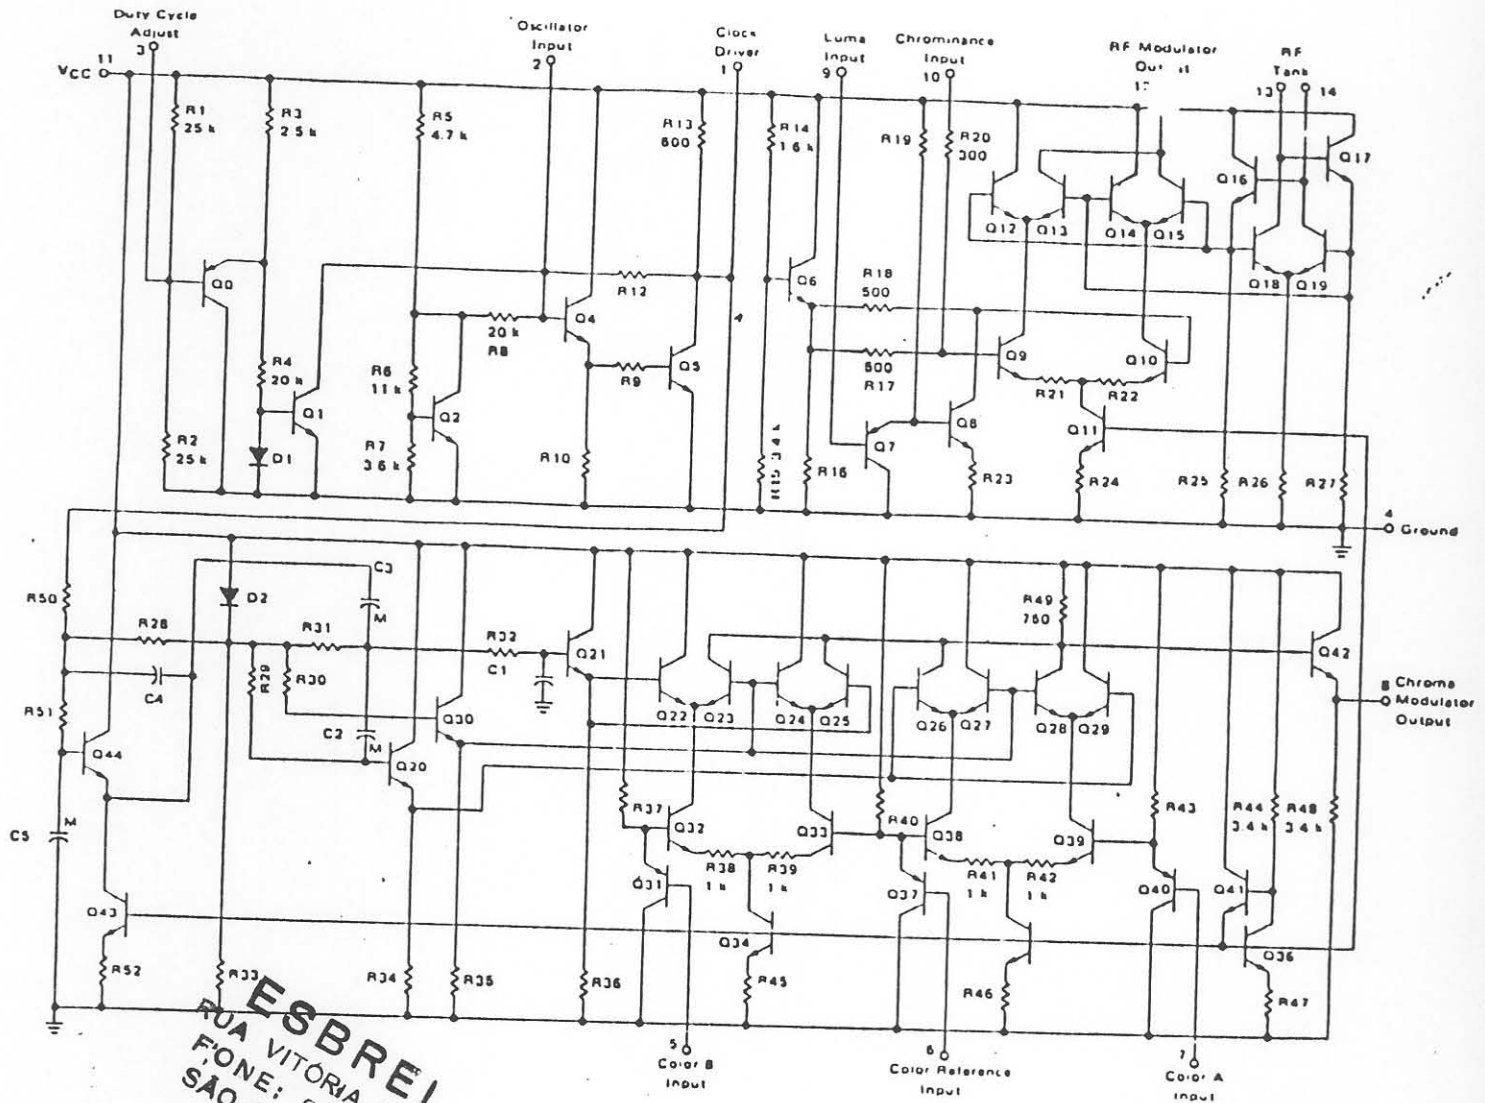 Duty Cycle
Adjust
3
Oscillator
Input
2
Clock
Driver
1
Luma
Input
9
Chrominance
Input
10
RF Modulator
RF
Tank
13
14
VCC
11
R1
25 k
R3
2.5 k
R5
4.7 k
R13
600
R14
1.6 k
R19
R20
Q17
Q16
Q12
Q13
Q14
Q15
Q18
Q19
Q0
R12
Q6
R18
500
Q4
20 k
R8
R9
Q5
R17
Q9
Q10
R21
R22
R4
20 k
Q1
R6
11 k
Q2
R7
3.6 k
R2
25 k
D1
R10
R16
Q7
Q8
R23
Q11
R24
R25
R26
R27
4
Ground
R50
R28
D2
C3
M
R31
R29
R30
R32
C1
Q21
R49
Q42
8 Chroma
Modulator
Output
C4
R51
Q44
C2
M
Q30
Q20
Q22
Q23
Q24
Q25
Q26
Q27
Q28
Q29
C5
M
R37
Q32
Q33
R40
Q38
Q39
R43
R44
3.4 k
R48
3.4 k
R38
1 k
R39
1 k
R41
1 k
R42
1 k
Q31
Q37
Q40
Q41
Q43
Q34
Q36
R52
R33
R34
R35
R36
R45
R46
R47
5
Color B
Input
6
Color Reference
Input
7
Color A
Input
ESBREL
RUA VITÓRIA
FONE:
SÃO